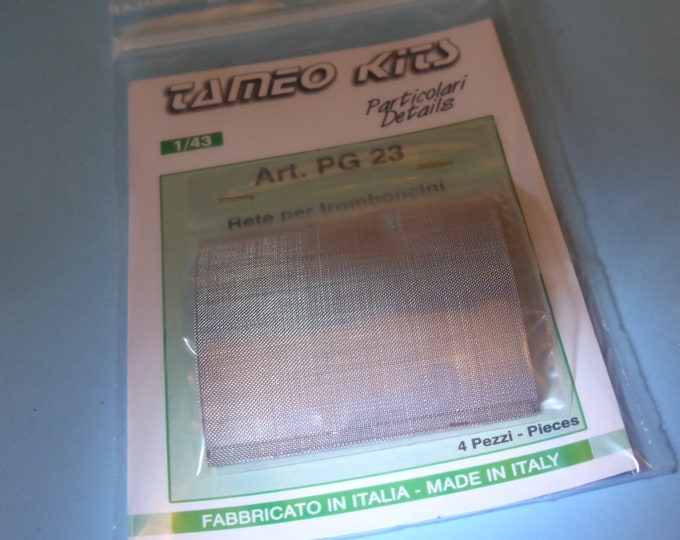 TAMEO KITS
Particolari
Details
1/43
Art. PG 23
Rete per tromboncini
4 Pezzi - Pieces
FABBRICATO IN ITALIA - MADE IN ITALY